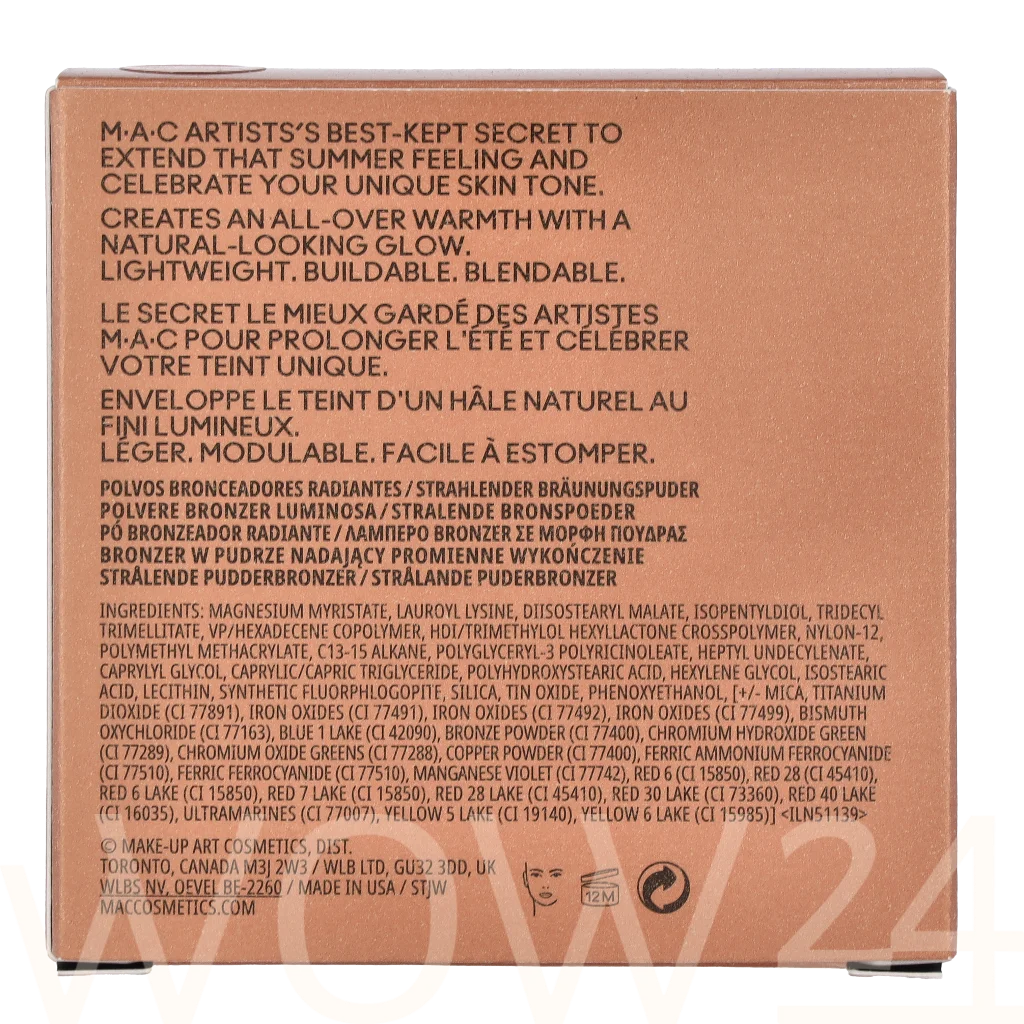 M·A·C ARTISTS'S BEST-KEPT SECRET TO
EXTEND THAT SUMMER FEELING AND
CELEBRATE YOUR UNIQUE SKIN TONE.
CREATES AN ALL-OVER WARMTH WITH A
NATURAL-LOOKING GLOW.
LIGHTWEIGHT. BUILDABLE. BLENDABLE.
LE SECRET LE MIEUX GARDÉ DES ARTISTES
M·A·C POUR PROLONGER L'ÉTÉ ET CÉLÉBRER
VOTRE TEINT UNIQUE.
ENVELOPPE LE TEINT D'UN HÂLE NATUREL AU
FINI LUMINEUX.
LÉGER. MODULABLE. FACILE À ESTOMPER.
POLVOS BRONCEADORES RADIANTES / STRAHLENDER BRÄUNUNGSPUDER
POLVERE BRONZER LUMINOSA / STRALENDE BRONSPOEDER
PÓ BRONZEADOR RADIANTE / ΛΑΜΠΕΡΟ BRONZER ΣΕ ΜΟΡΦΗ ΠΟΥΔΡΑΣ
BRONZER W PUDRZE NADAJĄCY PROMIENNE WYKOŃCZENIE
STRÅLENDE PUDDERBRONZER / STRÅLANDE PUDERBRONZER
INGREDIENTS: MAGNESIUM MYRISTATE, LAUROYL LYSINE, DIISOSTEARYL MALATE, ISOPENTYLDIOL, TRIDECYL
TRIMELLITATE, VP/HEXADECENE COPOLYMER, HDI/TRIMETHYLOL HEXYLLACTONE CROSSPOLYMER, NYLON-12,
POLYMETHYL METHACRYLATE, C13-15 ALKANE, POLYGLYCERYL-3 POLYRICINOLEATE, HEPTYL UNDECYLENATE,
CAPRYLYL GLYCOL, CAPRYLIC/CAPRIC TRIGLYCERIDE, POLYHYDROXYSTEARIC ACID, HEXYLENE GLYCOL, ISOSTEARIC
ACID, LECITHIN, SYNTHETIC FLUORPHLOGOPITE, SILICA, TIN OXIDE, PHENOXYETHANOL, [+/- MICA, TITANIUM
DIOXIDE (CI 77891), IRON OXIDES (CI 77491), IRON OXIDES (CI 77492), IRON OXIDES (CI 77499), BISMUTH
OXYCHLORIDE (CI 77163), BLUE 1 LAKE (CI 42090), BRONZE POWDER (CI 77400), CHROMIUM HYDROXIDE GREEN
(CI 77289), CHROMIUM OXIDE GREENS (CI 77288), COPPER POWDER (CI 77400), FERRIC AMMONIUM FERROCYANIDE
(CI 77510), FERRIC FERROCYANIDE (CI 77510), MANGANESE VIOLET (CI 77742), RED 6 (CI 15850), RED 28 (CI 45410),
RED 6 LAKE (CI 15850), RED 7 LAKE (CI 15850), RED 28 LAKE (CI 45410), RED 30 LAKE (CI 73360), RED 40 LAKE
(CI 16035), ULTRAMARINES (CI 77007), YELLOW 5 LAKE (CI 19140), YELLOW 6 LAKE (CI 15985)] <ILN51139>
© MAKE-UP ART COSMETICS, DIST.
TORONTO, CANADA M3J 2W3 / WLB LTD, GU32 3DD, UK
WLBS NV, OEVEL BE-2260 / MADE IN USA / STJW
MACCOSMETICS.COM
12M
WOW24